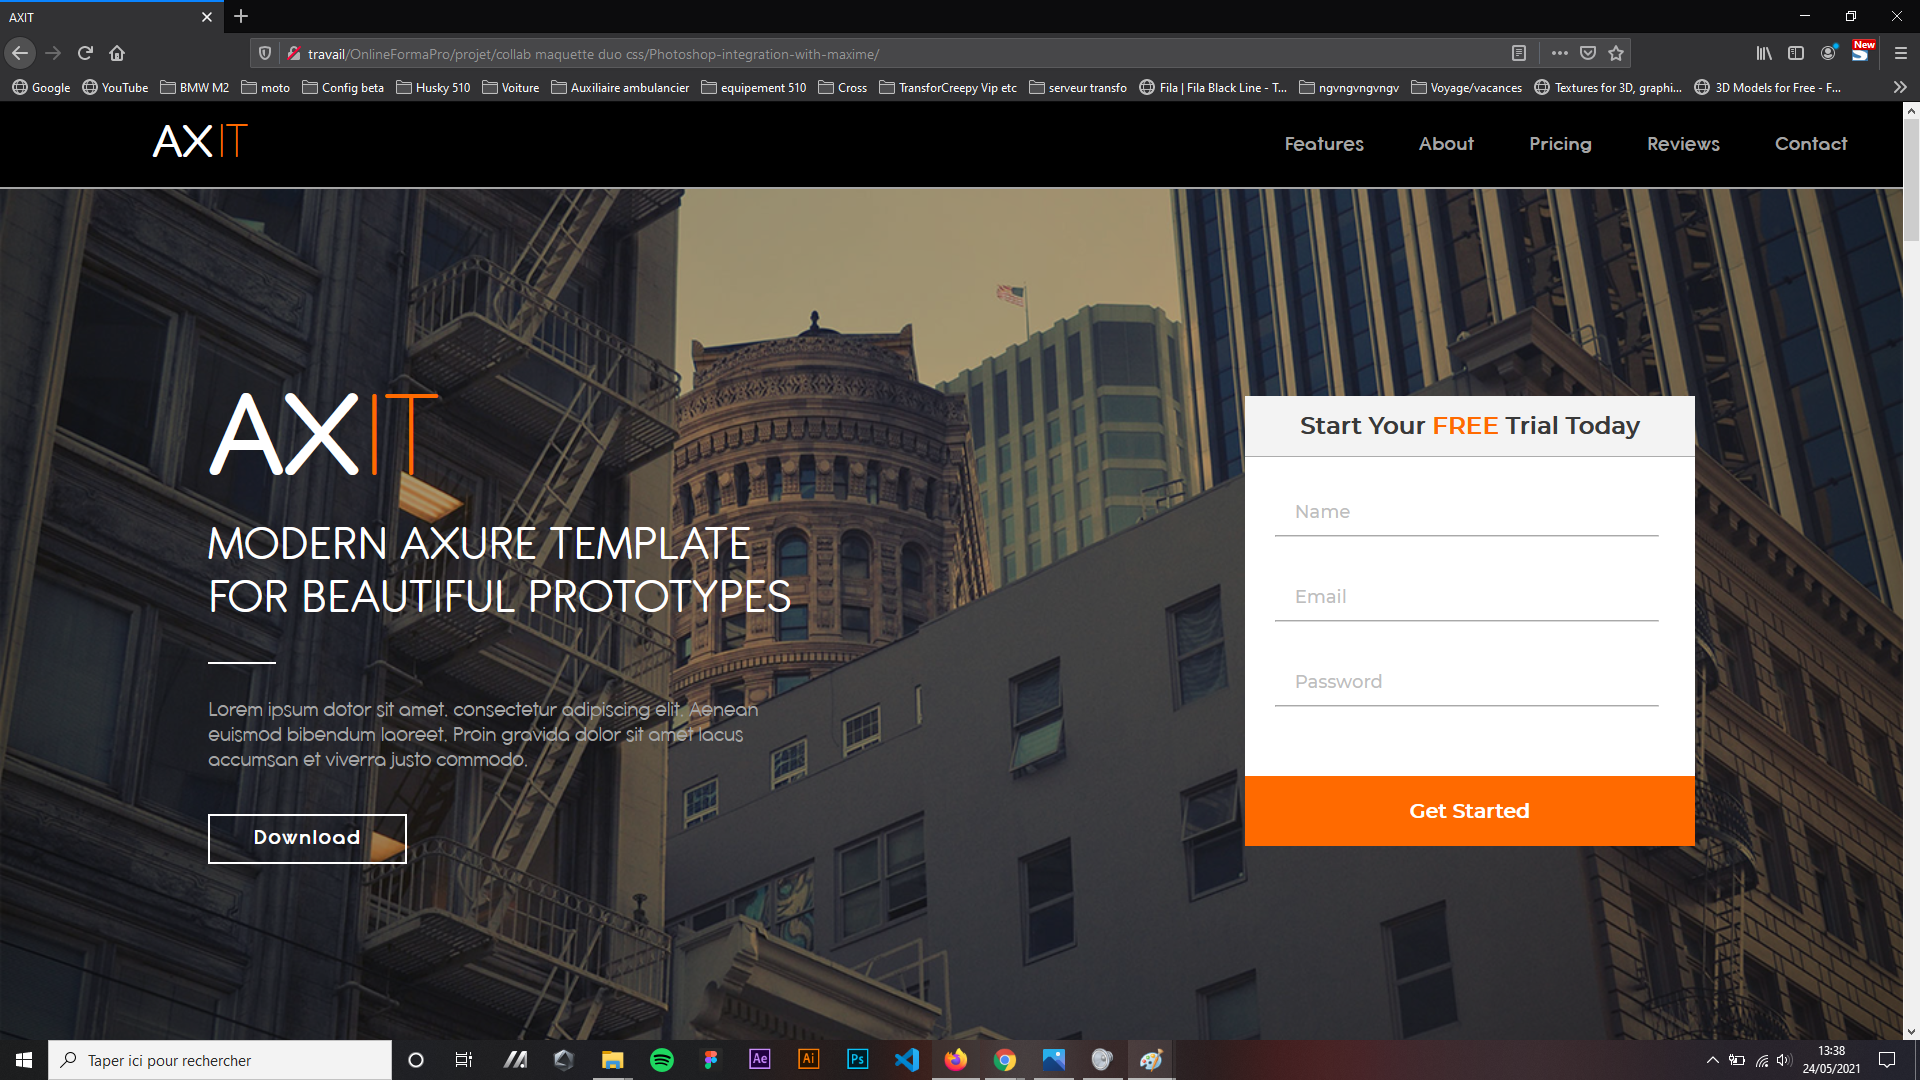 AXIT
travail/OnlineFormaPro/projet/collab maquette duo css/Photoshop-integration-with-maxime/
New
Google YouTube BMW M2 moto Config beta Husky 510 Voiture Auxiliaire ambulancier equipement 510 Cross TransforCreepy Vip etc serveur transfo Fila | Fila Black Line - T... ngvngvngvngv Voyage/vacances Textures for 3D, graphi... 3D Models for Free - F...
AXIT Features About Pricing Reviews Contact
AXIT
MODERN AXURE TEMPLATE
FOR BEAUTIFUL PROTOTYPES
Lorem ipsum dotor sit amet, consectetur adipiscing elit. Aenean
euismod bibendum laoreet. Proin gravida dolor sit amet lacus
accumsan et viverra justo commodo.
Download
Start Your FREE Trial Today
Name
Email
Password
Get Started
Taper ici pour rechercher
Ae
Ai
Ps
13:38
24/05/2021